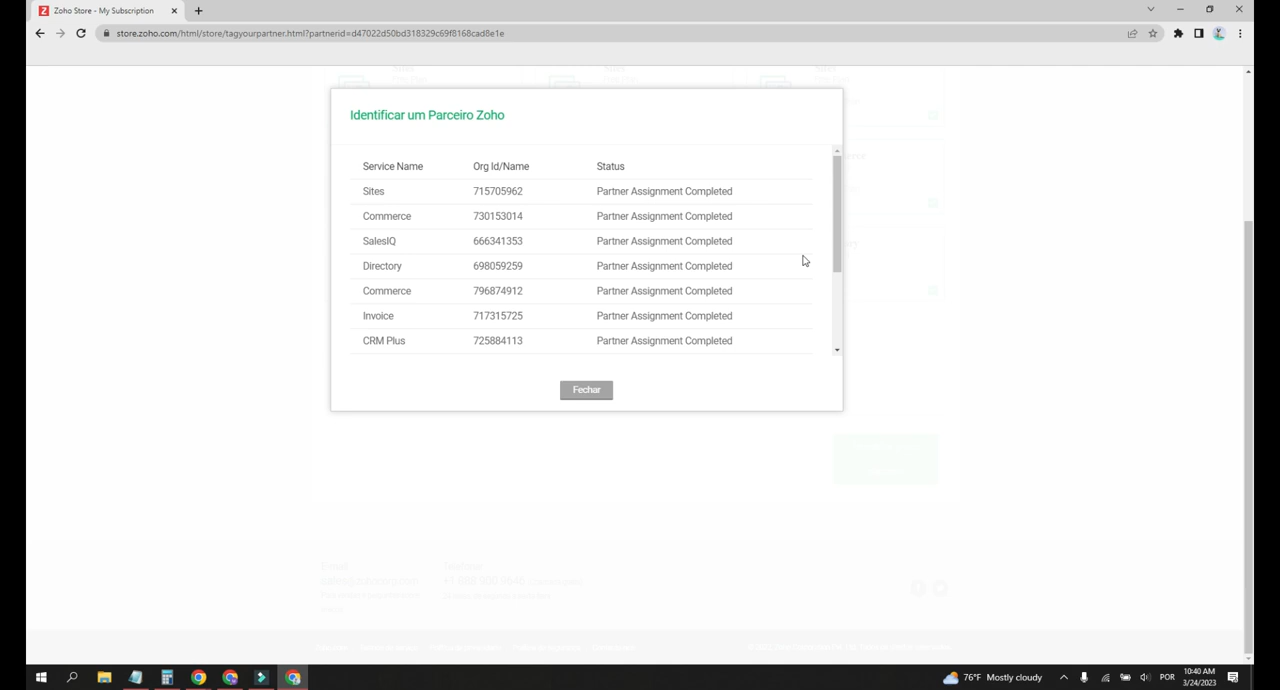 Zoho Store - My Subscription
store.zoho.com/html/store/tagyourpartner.html?partnerid=d47022d50bd318329c69f8168cad8e1e
Identificar um Parceiro Zoho
Service Name Org Id/Name Status
Sites 715705962 Partner Assignment Completed
Commerce 730153014 Partner Assignment Completed
SalesIQ 666341353 Partner Assignment Completed
Directory 698059259 Partner Assignment Completed
Commerce 796874912 Partner Assignment Completed
Invoice 717315725 Partner Assignment Completed
CRM Plus 725884113 Partner Assignment Completed
Fechar
76°F Mostly cloudy
POR
10:40 AM
3/24/2023